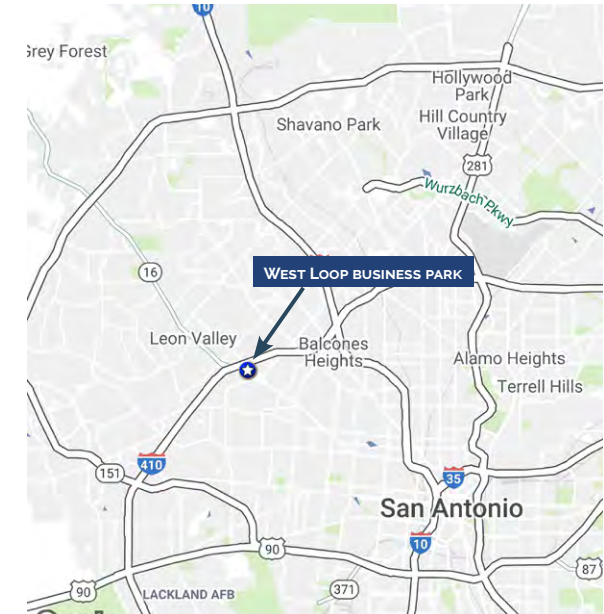 10
Grey Forest
Hollywood
Park
Shavano Park
Hill Country
Village
281
Wurzbach Pkwy
16
WEST LOOP BUSINESS PARK
Leon Valley
Balcones
Heights
Alamo Heights
Terrell Hills
410
151
35
San Antonio
10
90
87
90
LACKLAND AFB
371